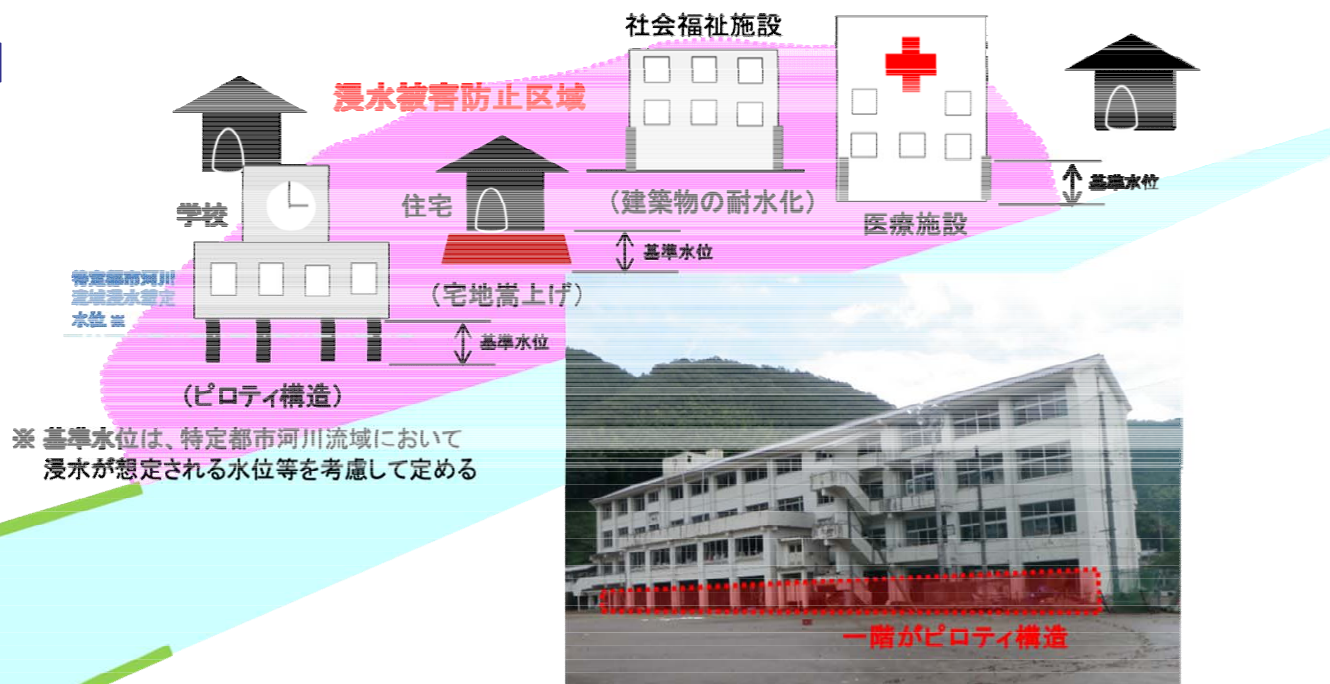 社会福祉施設
浸水被害防止区域
学校
住宅
(建築物の耐水化)
医療施設
基準水位
基準水位
特定都市河川
流域浸水想定
水位 ※
(宅地嵩上げ)
基準水位
(ピロティ構造)
※ 基準水位は、特定都市河川流域において
浸水が想定される水位等を考慮して定める
一階がピロティ構造